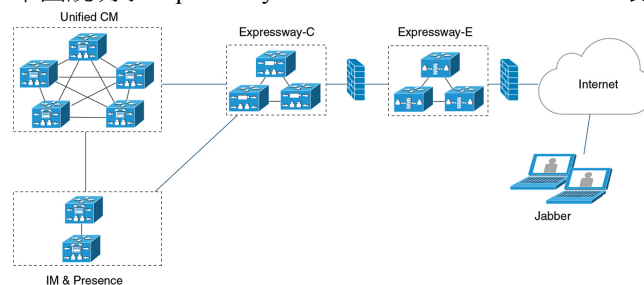 Unified CM
Expressway-C
Expressway-E
Internet
Jabber
IM & Presence